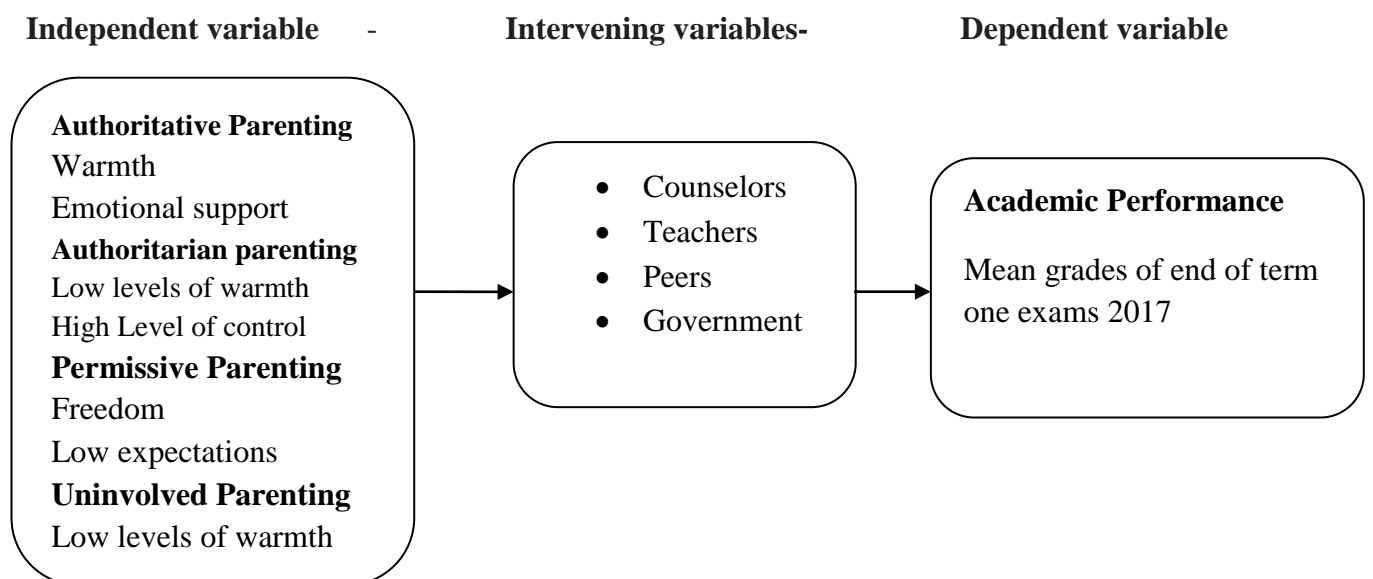 Independent variable - Intervening variables- Dependent variable
Authoritative Parenting
Warmth
Emotional support
Authoritarian parenting
Low levels of warmth
High Level of control
Permissive Parenting
Freedom
Low expectations
Uninvolved Parenting
Low levels of warmth
• Counselors
• Teachers
• Peers
• Government
Academic Performance
Mean grades of end of term
one exams 2017